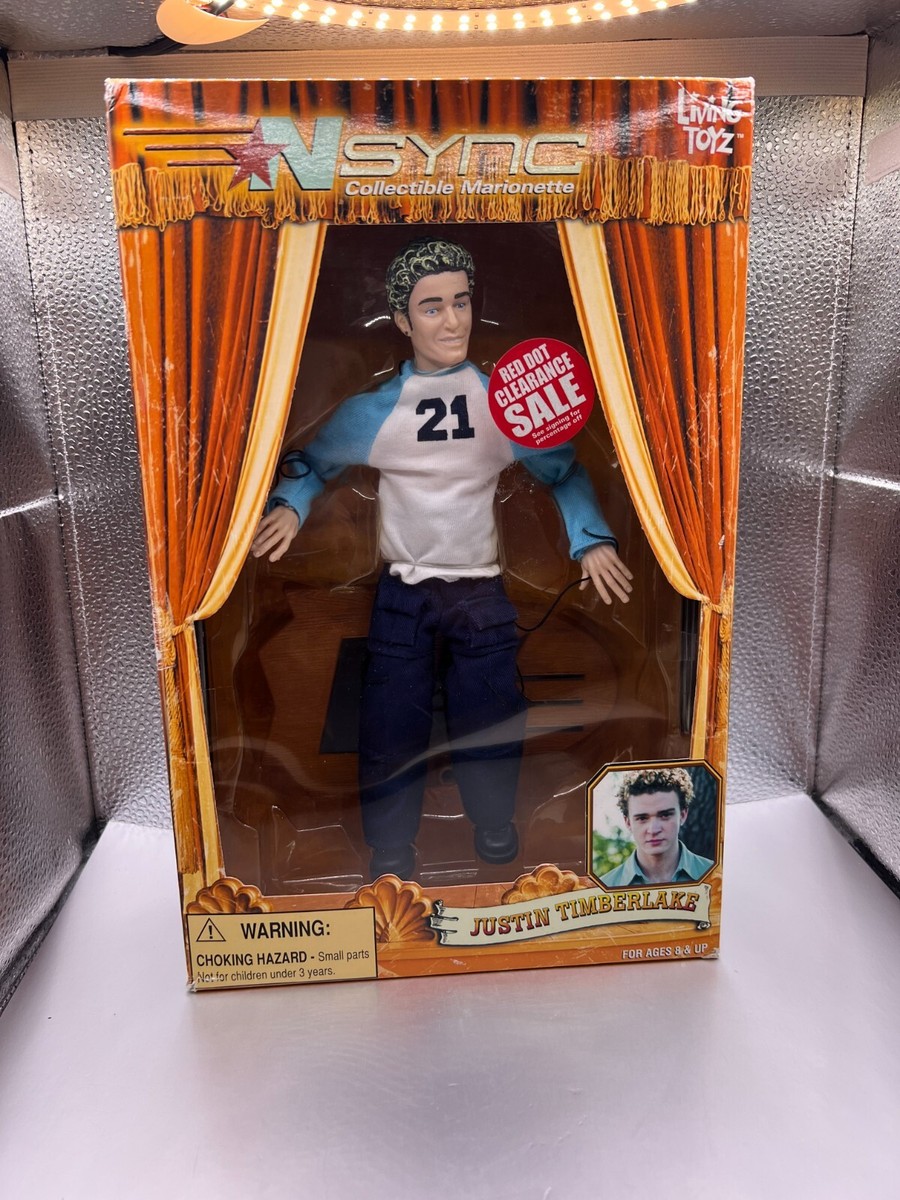 LIVING
TOYZ™
NSYNC
Collectible Marionette
RED DOT
CLEARANCE
SALE
See signing for
percentage off
21
JUSTIN TIMBERLAKE
⚠ WARNING:
CHOKING HAZARD - Small parts
Not for children under 3 years.
FOR AGES 8 & UP